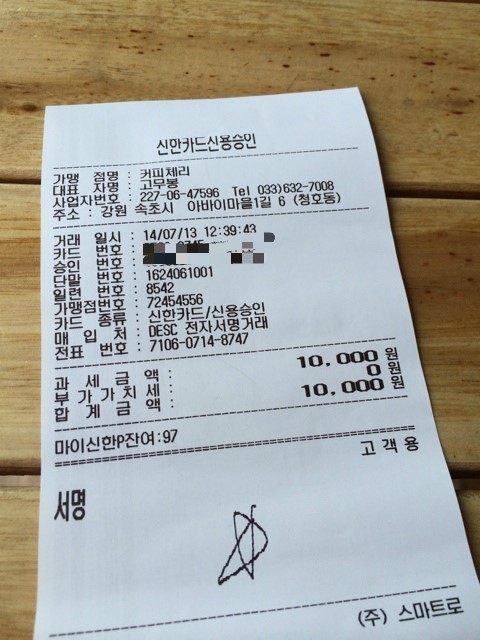 신한카드신용승인
가맹 점명 : 커피체리
대표 자명 : 고무봉
사업자번호 : 227-06-47596 Tel 033)632-7008
주소 : 강원 속초시 아바이마을1길 6 (청호동)
거래 일시 : 14/07/13 12:39:43
카드 번호 :
승인 번호 :
단말 번호 : 1624061001
일련 번호 : 8542
가맹점번호 : 72454556
카드 종류 : 신한카드/신용승인
매 입 처 : DESC 전자서명거래
전표 번호 : 7106-0714-8747
과 세 금 액 : 10,000 원
부 가 가 치 세 : 0 원
합 계 금 액 : 10,000 원
마이신한P잔여:97
고 객 용
서명
(주) 스마트로